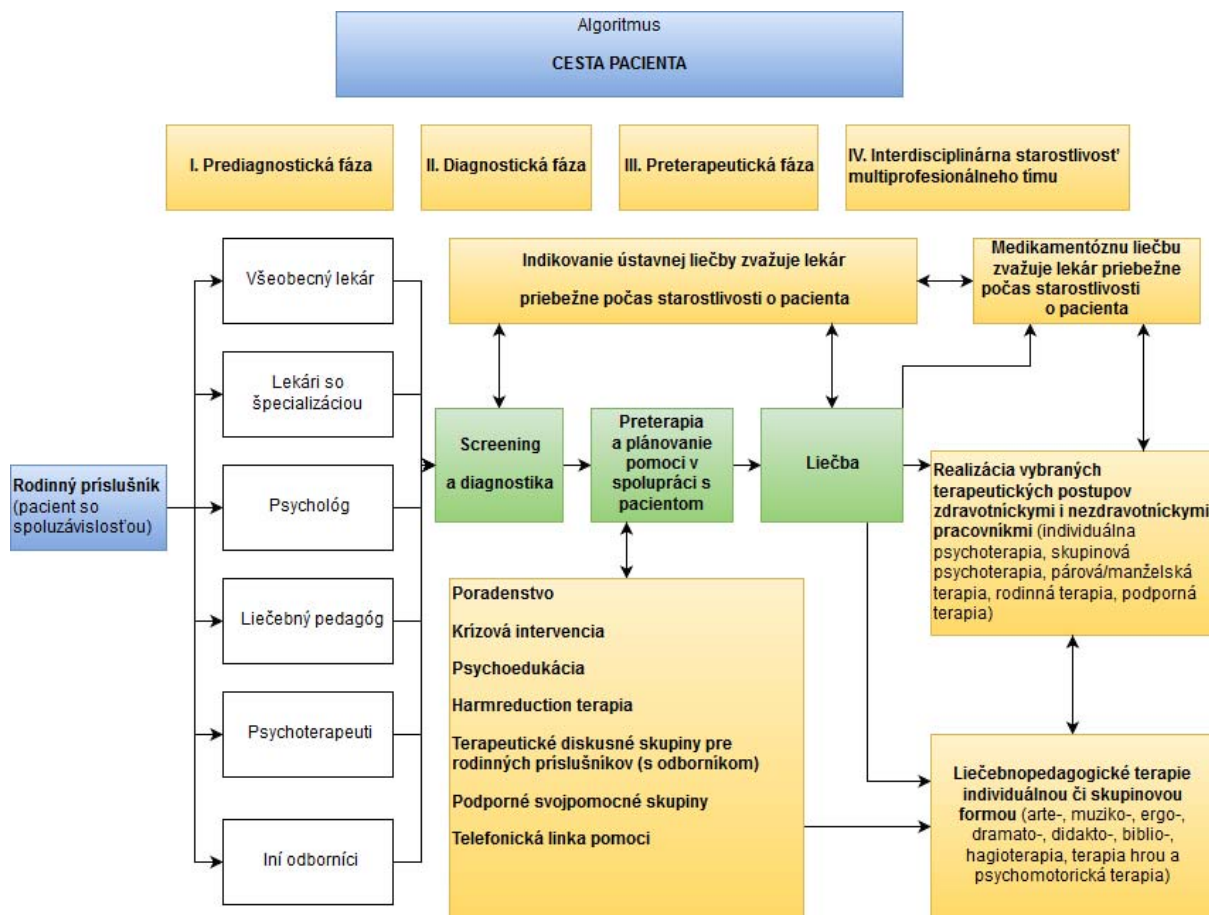 Algoritmus
CESTA PACIENTA
I. Prediagnostická fáza
II. Diagnostická fáza
III. Preterapeutická fáza
IV. Interdisciplinárna starostlivosť
multiprofesionálneho tímu
Rodinný príslušník
(pacient so
spoluzávislosťou)
Všeobecný lekár
Lekári so
špecializáciou
Psychológ
Liečebný pedagóg
Psychoterapeuti
Iní odborníci
Indikovanie ústavnej liečby zvažuje lekár
priebežne počas starostlivosti o pacienta
Medikamentóznu liečbu
zvažuje lekár priebežne
počas starostlivosti
o pacienta
Screening
a diagnostika
Preterapia
a plánovanie
pomoci v
spolupráci s
pacientom
Liečba
Realizácia vybraných
terapeutických postupov
zdravotníckymi i nezdravotníckymi
pracovníkmi (individuálna
psychoterapia, skupinová
psychoterapia, párová/manželská
terapia, rodinná terapia, podporná
terapia)
Poradenstvo
Krízová intervencia
Psychoedukácia
Harmreduction terapia
Terapeutické diskusné skupiny pre
rodinných príslušníkov (s odborníkom)
Podporné svojpomocné skupiny
Telefonická linka pomoci
Liečebnopedagogické terapie
individuálnou či skupinovou
formou (arte-, muziko-, ergo-,
dramato-, didakto-, biblio-,
hagioterapia, terapia hrou a
psychomotorická terapia)